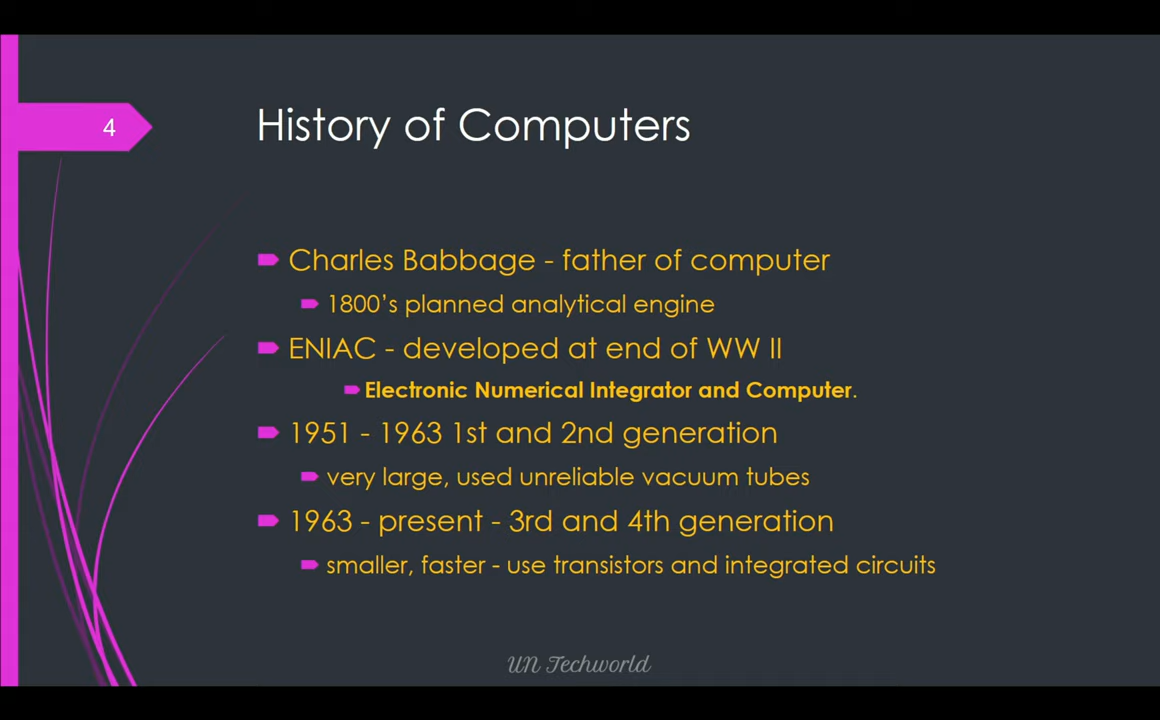 4
History of Computers
Charles Babbage - father of computer
1800's planned analytical engine
ENIAC - developed at end of WW II
Electronic Numerical Integrator and Computer.
1951 - 1963 1st and 2nd generation
very large, used unreliable vacuum tubes
1963 - present - 3rd and 4th generation
smaller, faster - use transistors and integrated circuits
UN Techworld